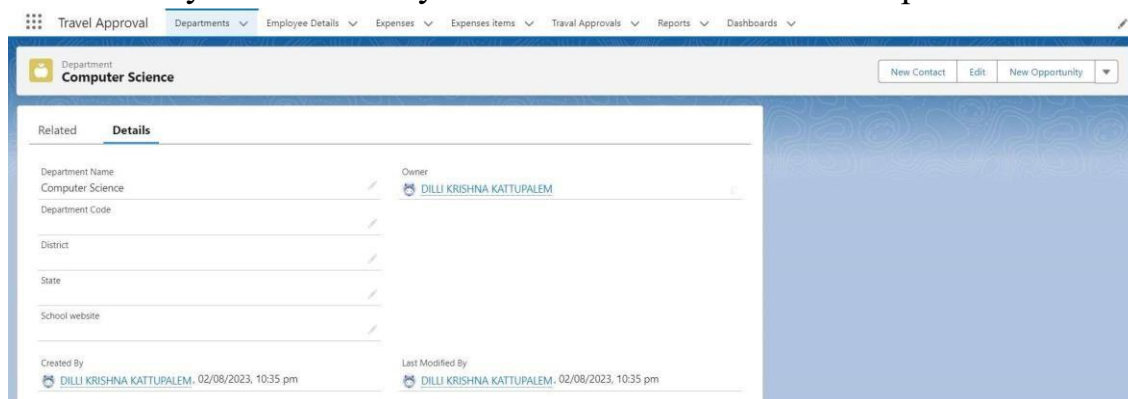 Travel Approval Departments Employee Details Expenses Expenses items Traval Approvals Reports Dashboards
Department
Computer Science
New Contact Edit New Opportunity
Related Details
Department Name Owner
Computer Science DILLI KRISHNA KATTUPALEM
Department Code
District
State
School website
Created By Last Modified By
DILLI KRISHNA KATTUPALEM, 02/08/2023, 10:35 pm DILLI KRISHNA KATTUPALEM, 02/08/2023, 10:35 pm